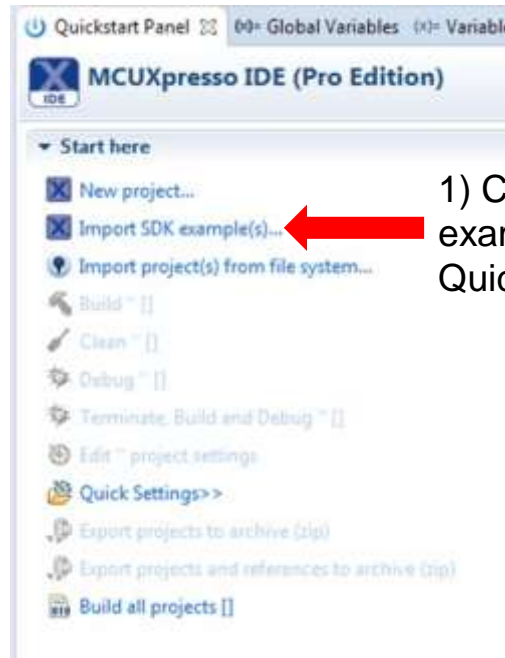 Quickstart Panel (x)= Global Variables (x)= Variabl
IDE
MCUXpresso IDE (Pro Edition)
Start here
New project...
Import SDK example(s)...
Import project(s) from file system...
Build '' []
Clean '' []
Debug '' []
Terminate, Build and Debug '' []
Edit '' project settings
Quick Settings>>
Export projects to archive (zip)
Export projects and references to archive (zip)
Build all projects []
1) C
exar
Quic